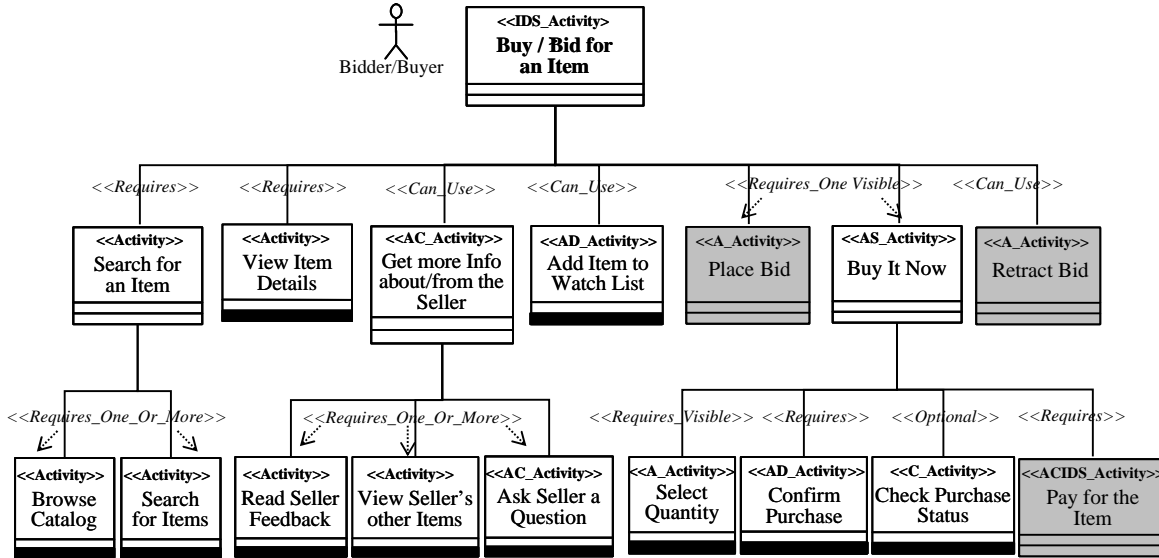 <<IDS_Activity>
Buy / Bid for
an Item
Bidder/Buyer
<<Requires>>
<<Requires>>
<<Can_Use>>
<<Can_Use>>
<<Requires_One Visible>>
<<Can_Use>>
<<Activity>>
Search for
an Item
<<Activity>>
View Item
Details
<<AC_Activity>>
Get more Info
about/from the
Seller
<<AD_Activity>>
Add Item to
Watch List
<<A_Activity>>
Place Bid
<<AS_Activity>>
Buy It Now
<<A_Activity>>
Retract Bid
<<Requires_One_Or_More>>
<<Requires_One_Or_More>>
<<Requires_Visible>>
<<Requires>>
<<Optional>>
<<Requires>>
<<Activity>>
Browse
Catalog
<<Activity>>
Search
for Items
<<Activity>>
Read Seller
Feedback
<<Activity>>
View Seller's
other Items
<<AC_Activity>>
Ask Seller a
Question
<<A_Activity>>
Select
Quantity
<<AD_Activity>>
Confirm
Purchase
<<C_Activity>>
Check Purchase
Status
<<ACIDS_Activity>>
Pay for the
Item